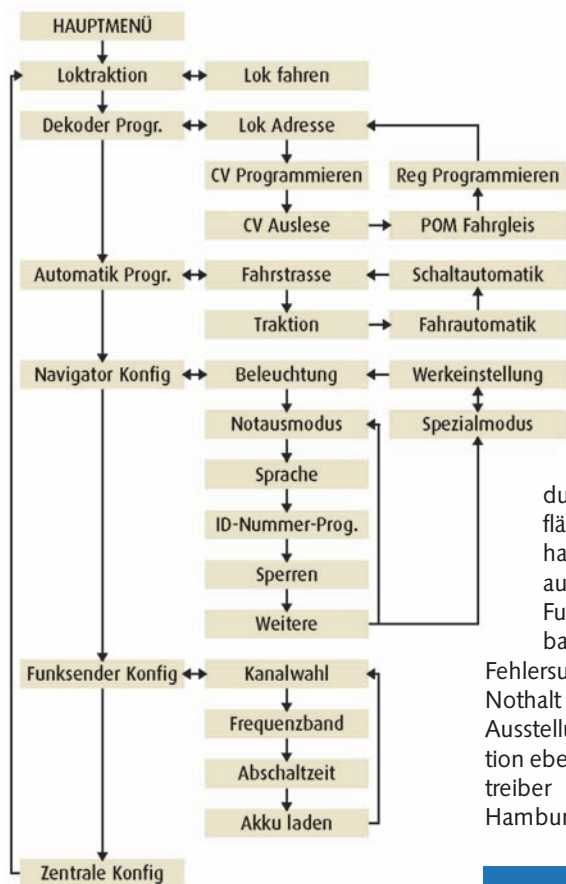 HAUPTMENÜ
Loktraktion
Lok fahren
Dekoder Progr.
Lok Adresse
CV Programmieren
Reg Programmieren
CV Auslese
POM Fahrgleis
Automatik Progr.
Fahrstrasse
Schaltautomatik
Traktion
Fahrautomatik
Navigator Konfig
Beleuchtung
Werkeinstellung
Notausmodus
Spezialmodus
Sprache
ID-Nummer-Prog.
Sperren
Weitere
Funksender Konfig
Kanalwahl
Frequenzband
Abschaltzeit
Akku laden
Zentrale Konfig
du
flä
ha
au
Fu
ba
Fehlersu
Nothalt
Ausstellu
tion ebe
treiber
Hambur